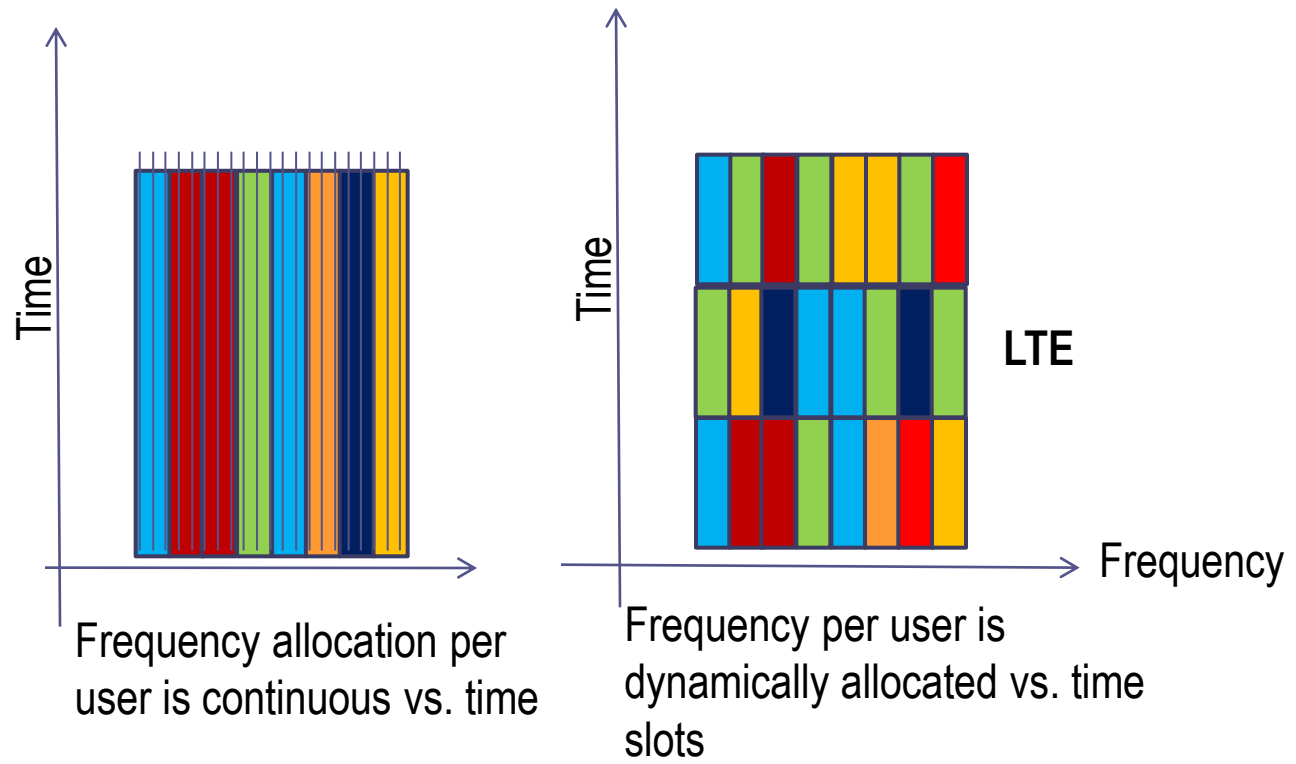 Time
Frequency allocation per
user is continuous vs. time
Time
LTE
Frequency
Frequency per user is
dynamically allocated vs. time
slots